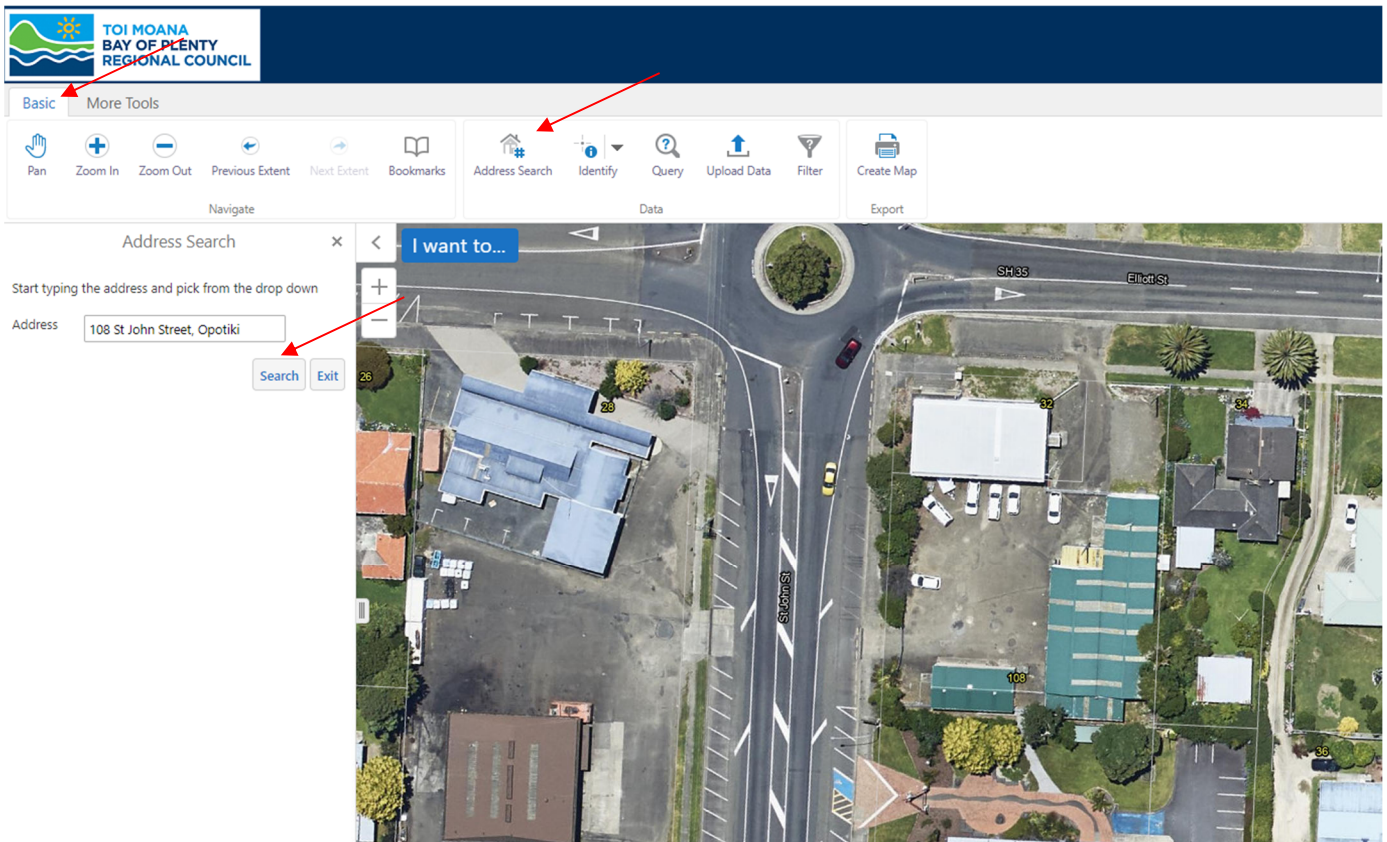 TOI MOANA
BAY OF PLENTY
REGIONAL COUNCIL
Basic More Tools
Pan Zoom In Zoom Out Previous Extent Next Extent Bookmarks Address Search Identify Query Upload Data Filter Create Map
Navigate Data Export
Address Search
I want to...
Start typing the address and pick from the drop down
Address 108 St John Street, Opotiki
Search Exit
SH 35
Elliott St
26
28
32
34
St John St
108
36